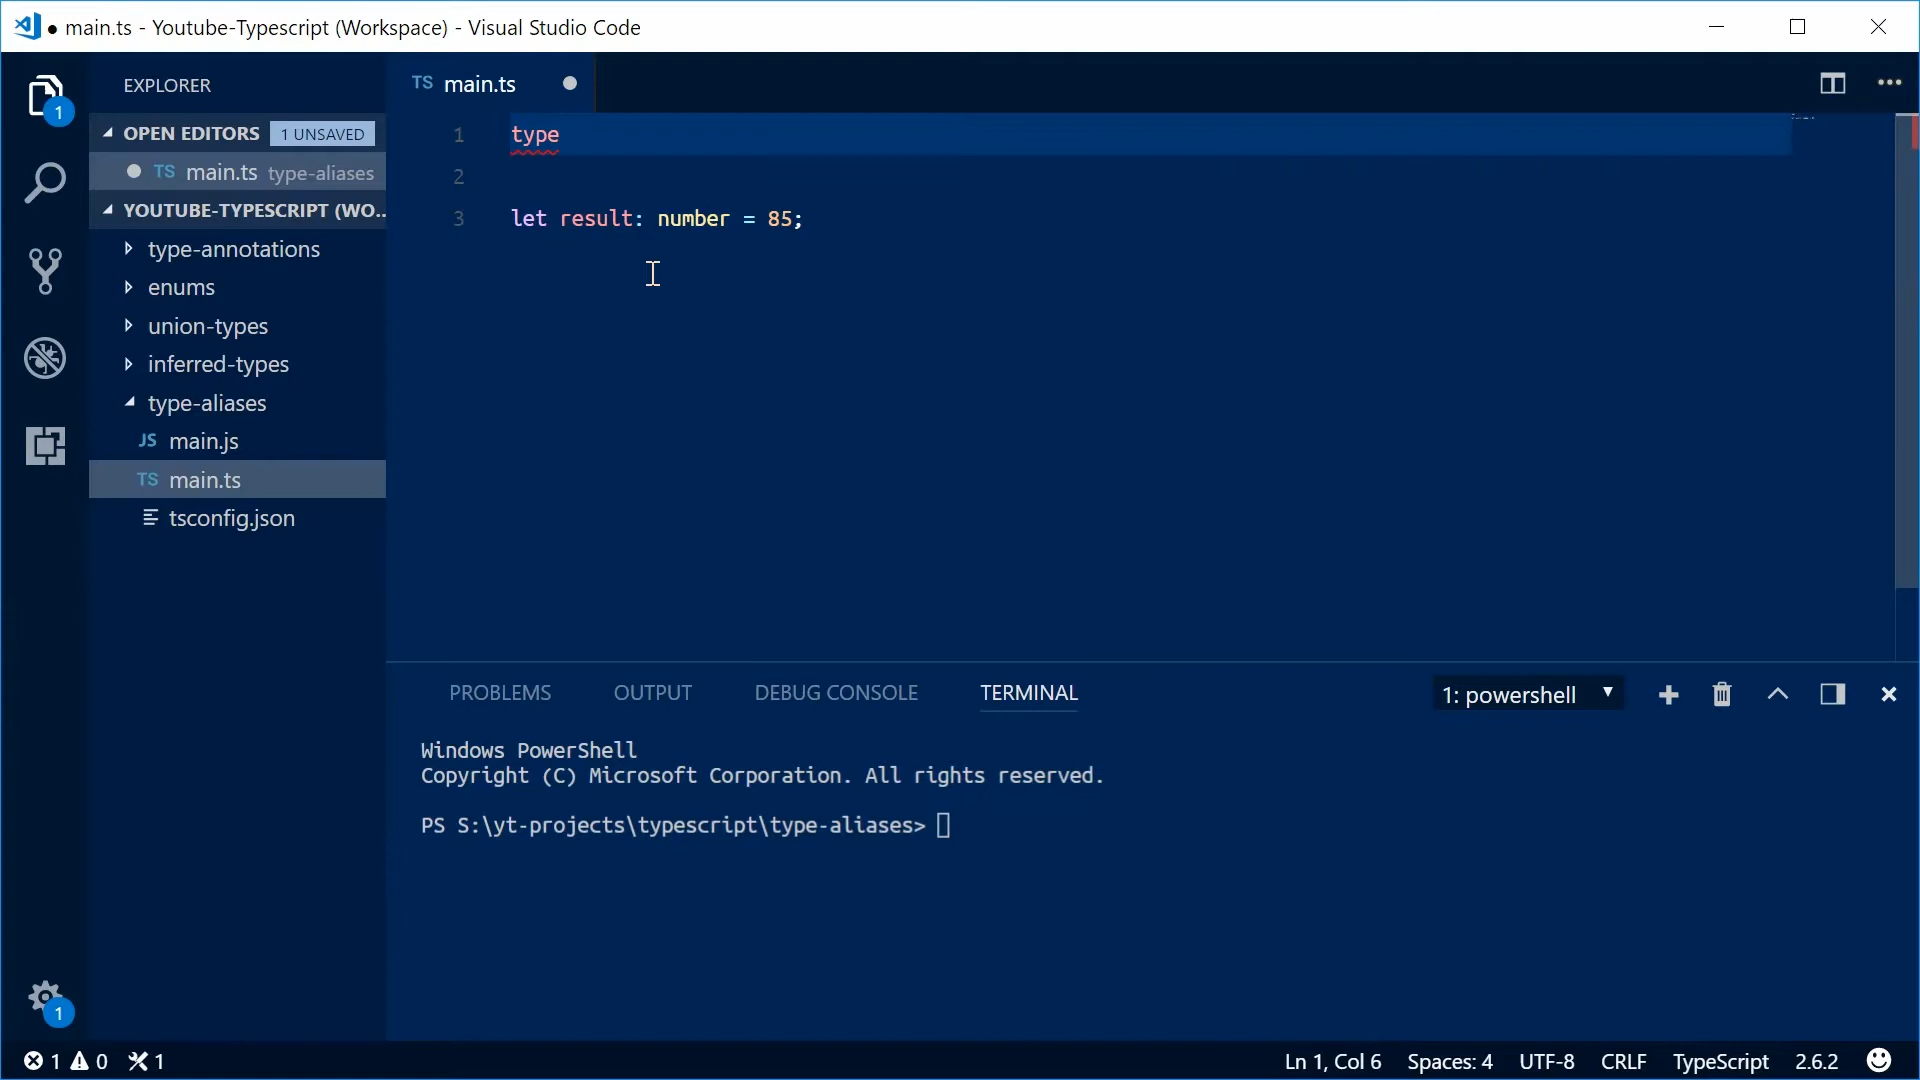 ● main.ts - Youtube-Typescript (Workspace) - Visual Studio Code
EXPLORER
OPEN EDITORS 1 UNSAVED
TS main.ts type-aliases
YOUTUBE-TYPESCRIPT (WO...
type-annotations
enums
union-types
inferred-types
type-aliases
JS main.js
TS main.ts
tsconfig.json
1
1
TS main.ts
1 type
2
3 let result: number = 85;
PROBLEMS OUTPUT DEBUG CONSOLE TERMINAL 1: powershell
Windows PowerShell
Copyright (C) Microsoft Corporation. All rights reserved.
PS S:\yt-projects\typescript\type-aliases>
1 0 1 Ln 1, Col 6 Spaces: 4 UTF-8 CRLF TypeScript 2.6.2